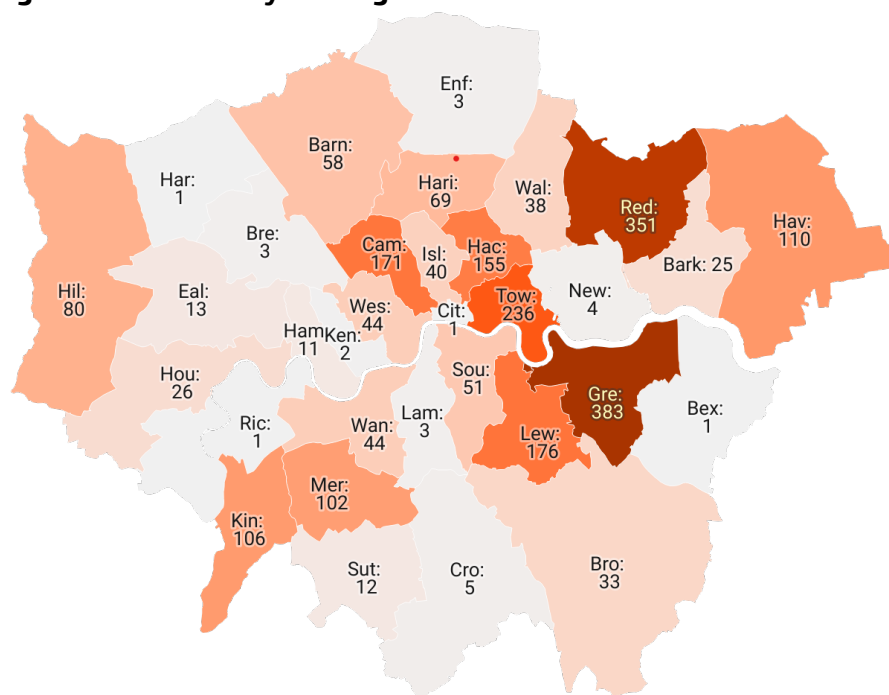 Enf:
3
Barn:
58
Har:
1
Hari:
69
Wal:
38
Red:
351
Hav:
110
Bre:
3
Cam:
171
Isl:
40
Hac:
155
Bark: 25
Hil:
80
Eal:
13
Wes:
44
Cit:
1
Tow:
236
New:
4
Ham:
11
Ken:
2
Hou:
26
Sou:
51
Gre:
383
Ric:
1
Wan:
44
Lam:
3
Lew:
176
Bex:
1
Mer:
102
Kin:
106
Sut:
12
Cro:
5
Bro:
33